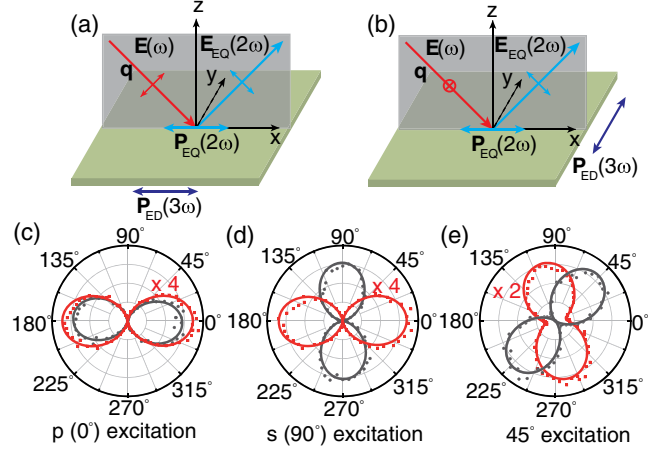 (a)
z
E(ω)
E_EQ(2ω)
q
y
x
P_EQ(2ω)
P_ED(3ω)
(b)
z
E(ω)
E_EQ(2ω)
q
y
x
P_EQ(2ω)
P_ED(3ω)
(c)
90°
135°
45°
x 4
180°
0°
225°
315°
270°
p (0°) excitation
(d)
90°
135°
45°
x 4
180°
0°
225°
315°
270°
s (90°) excitation
(e)
90°
135°
45°
x 2
180°
0°
225°
315°
270°
45° excitation